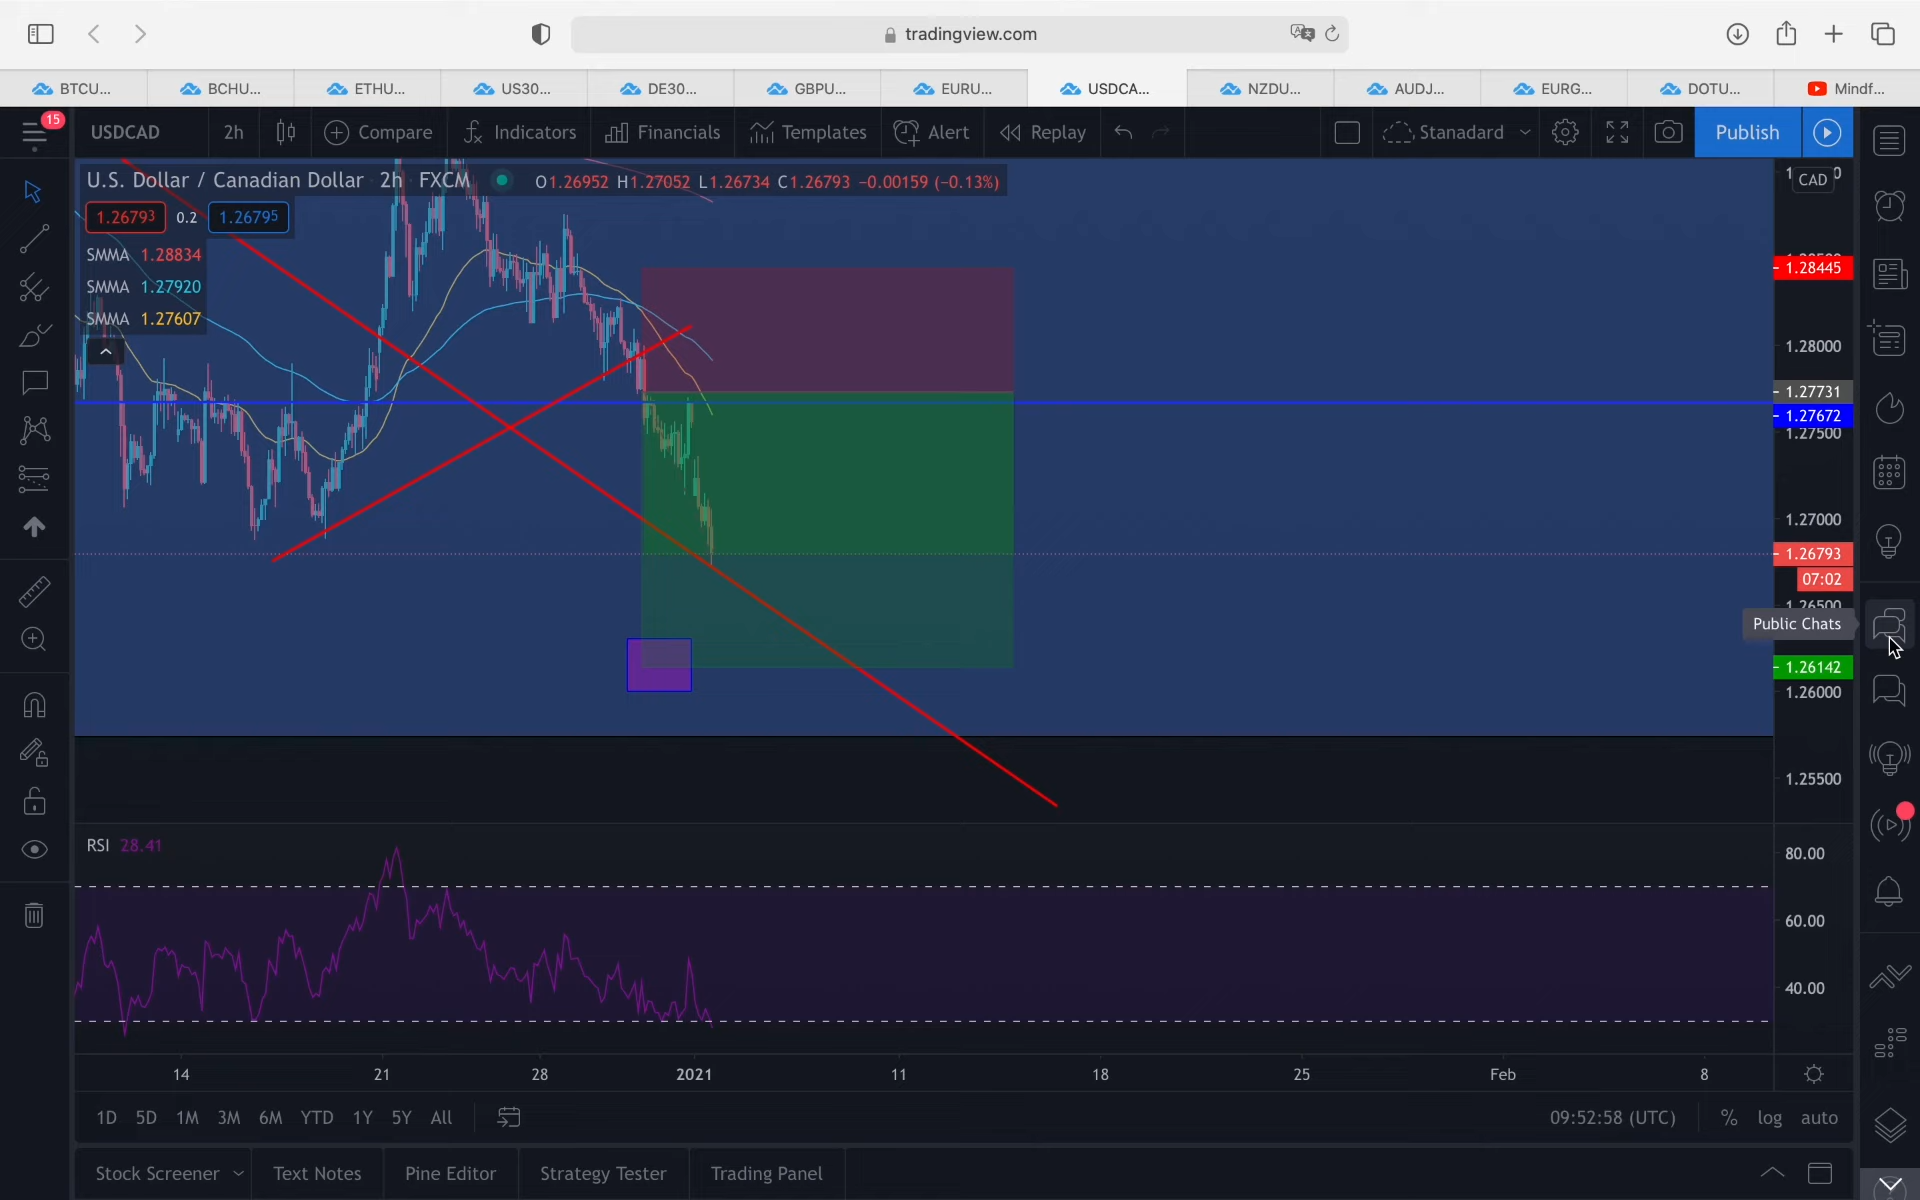 tradingview.com
BTCU... BCHU... ETHU... US30... DE30... GBPU... EURU... USDCA... NZDU... AUDJ... EURG... DOTU... Mindf...
15
USDCAD 2h Compare Indicators Financials Templates Alert Replay Stanadard Publish
U.S. Dollar / Canadian Dollar 2h FXCM O1.26952 H1.27052 L1.26734 C1.26793 −0.00159 (−0.13%)
CAD
1.26793 0.2 1.26795
SMMA 1.28834
SMMA 1.27920
SMMA 1.27607
1.28445
1.28000
1.27731
1.27672
1.27500
1.27000
1.26793
07:02
1.26500
Public Chats
1.26142
1.26000
1.25500
RSI 28.41
80.00
60.00
40.00
14 21 28 2021 11 18 25 Feb 8
1D 5D 1M 3M 6M YTD 1Y 5Y All 09:52:58 (UTC) % log auto
Stock Screener Text Notes Pine Editor Strategy Tester Trading Panel